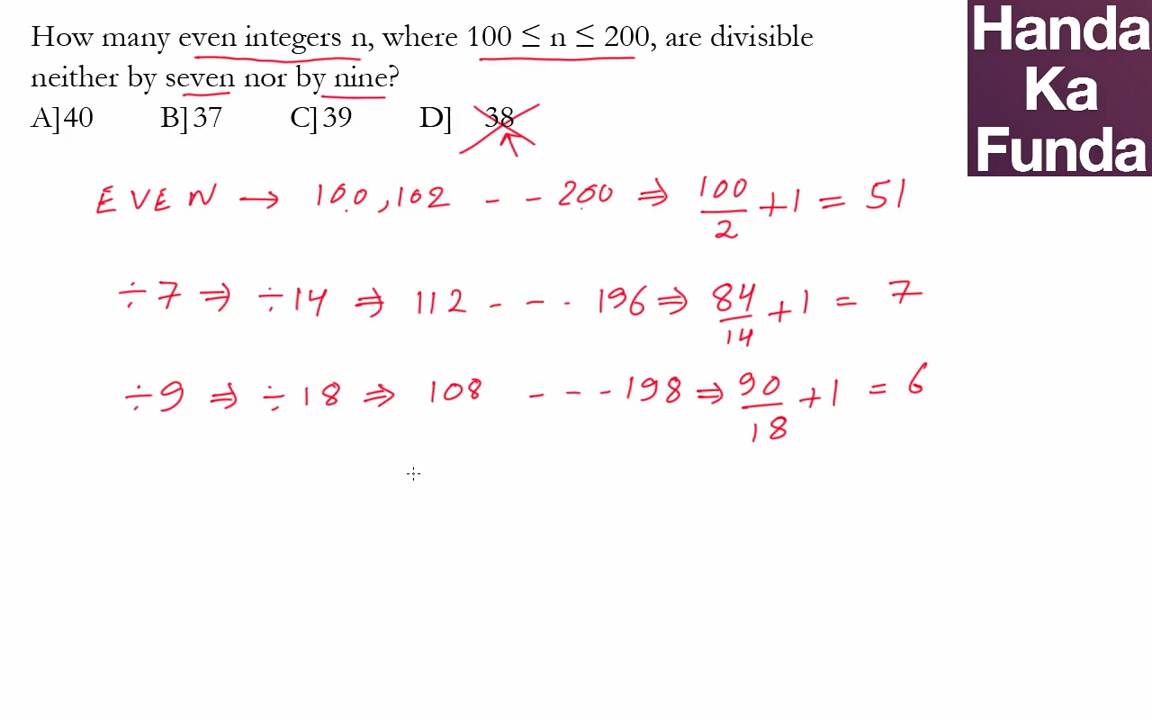 How many even integers n, where 100 ≤ n ≤ 200, are divisible
neither by seven nor by nine?
A]40 B]37 C]39 D] 38
Handa
Ka
Funda
EVEN → 100,102 - - 200 ⇒ 100/2 + 1 = 51
÷7 ⇒ ÷14 ⇒ 112 - - - 196 ⇒ 84/14 + 1 = 7
÷9 ⇒ ÷18 ⇒ 108 - - - 198 ⇒ 90/18 + 1 = 6